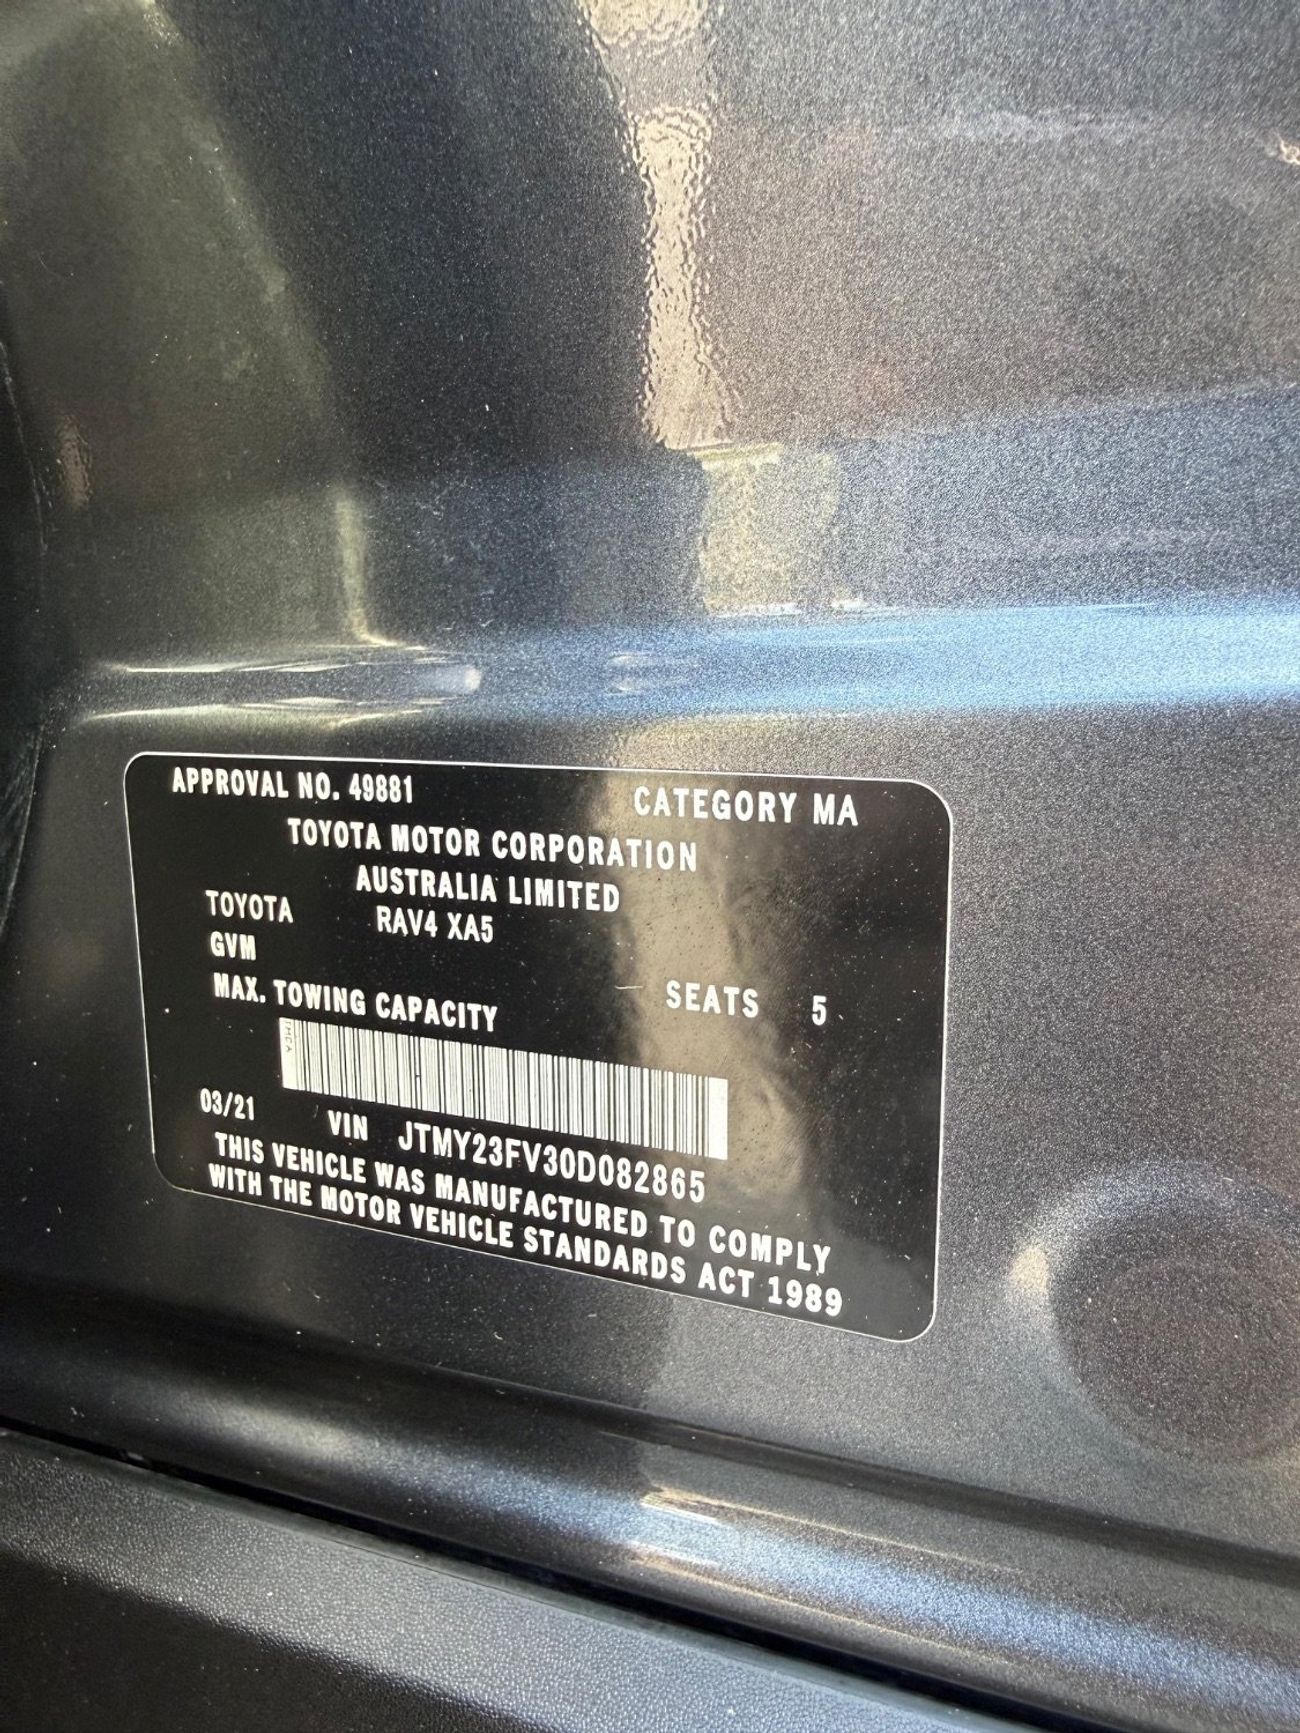 APPROVAL NO. 49881 CATEGORY MA
TOYOTA MOTOR CORPORATION
AUSTRALIA LIMITED
TOYOTA RAV4 XA5
GVM
MAX. TOWING CAPACITY SEATS 5
TMCA
03/21 VIN JTMY23FV30D082865
THIS VEHICLE WAS MANUFACTURED TO COMPLY
WITH THE MOTOR VEHICLE STANDARDS ACT 1989